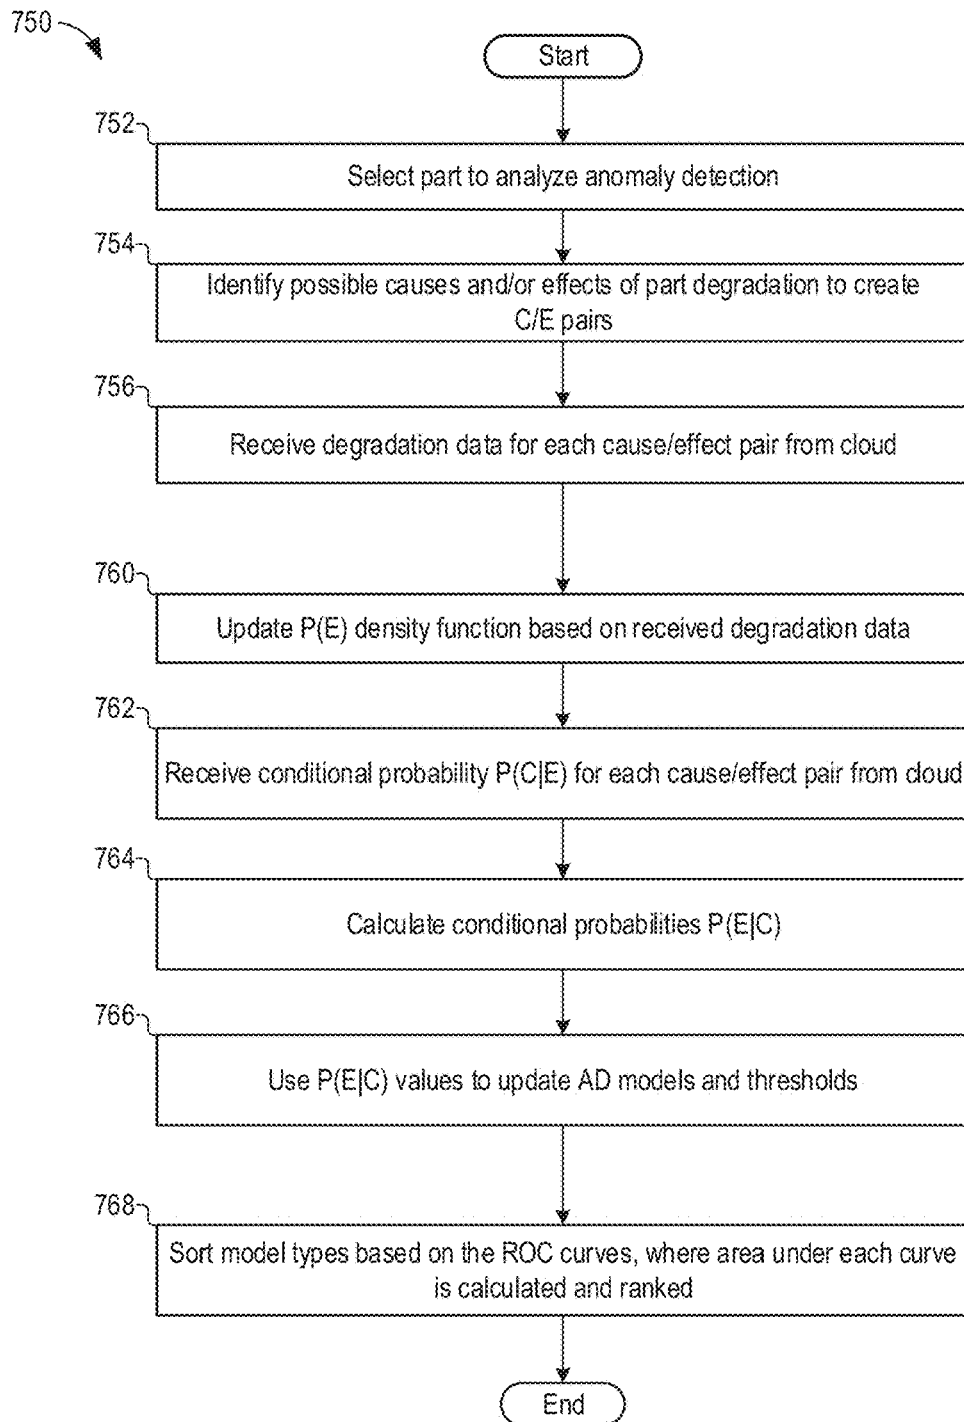 750
Start
752
Select part to analyze anomaly detection
754
Identify possible causes and/or effects of part degradation to create
C/E pairs
756
Receive degradation data for each cause/effect pair from cloud
760
Update P(E) density function based on received degradation data
762
Receive conditional probability P(C|E) for each cause/effect pair from cloud
764
Calculate conditional probabilities P(E|C)
766
Use P(E|C) values to update AD models and thresholds
768
Sort model types based on the ROC curves, where area under each curve
is calculated and ranked
End